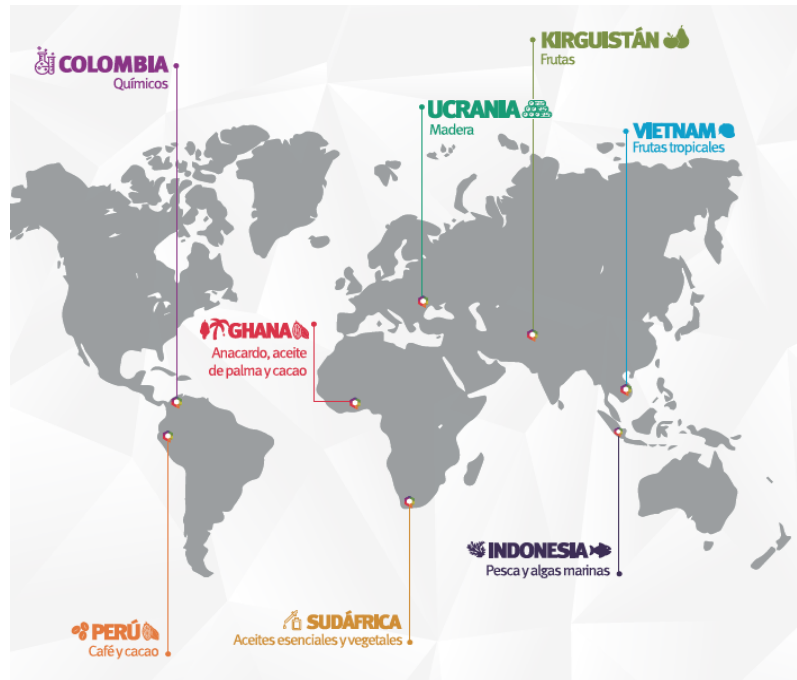 KIRGUISTÁN
Frutas
COLOMBIA
Químicos
UCRANIA
Madera
VIETNAM
Frutas tropicales
GHANA
Anacardo, aceite
de palma y cacao
INDONESIA
Pesca y algas marinas
SUDÁFRICA
Aceites esenciales y vegetales
PERÚ
Café y cacao